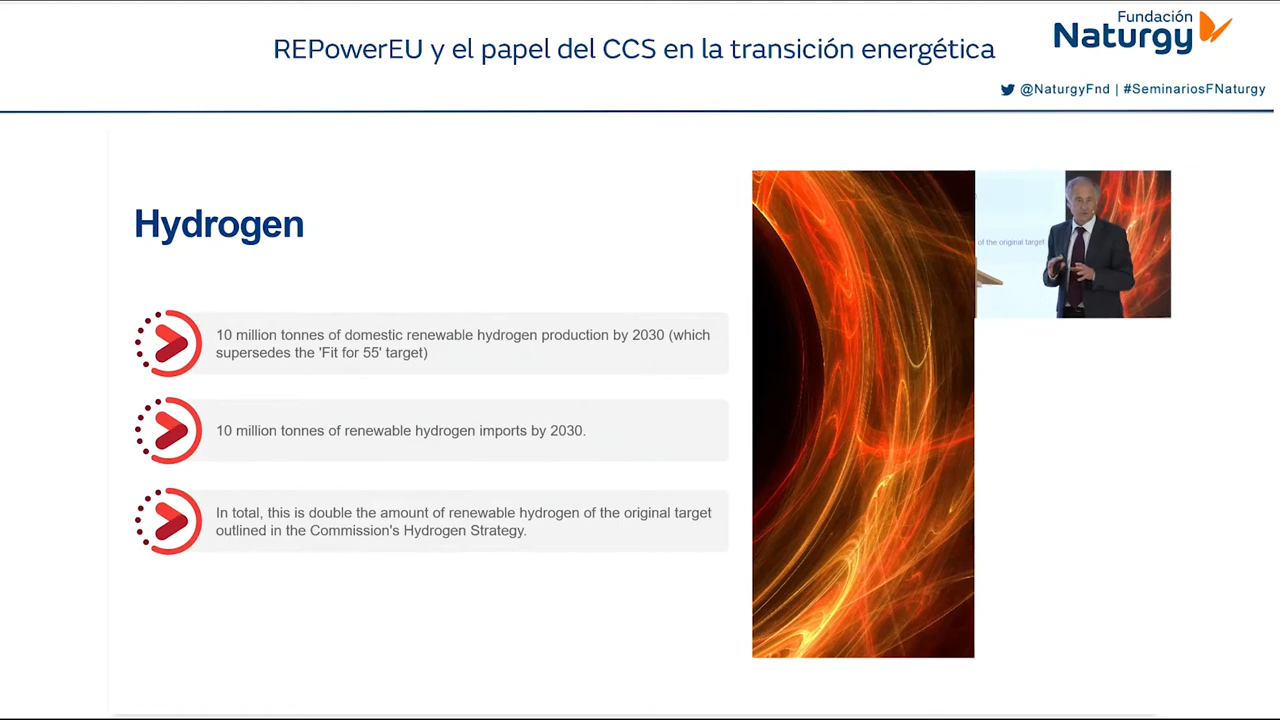 REPowerEU y el papel del CCS en la transición energética
Fundación
Naturgy
@NaturgyFnd | #SeminariosFNaturgy
Hydrogen
10 million tonnes of domestic renewable hydrogen production by 2030 (which
supersedes the 'Fit for 55' target)
10 million tonnes of renewable hydrogen imports by 2030.
In total, this is double the amount of renewable hydrogen of the original target
outlined in the Commission's Hydrogen Strategy.
of the original target